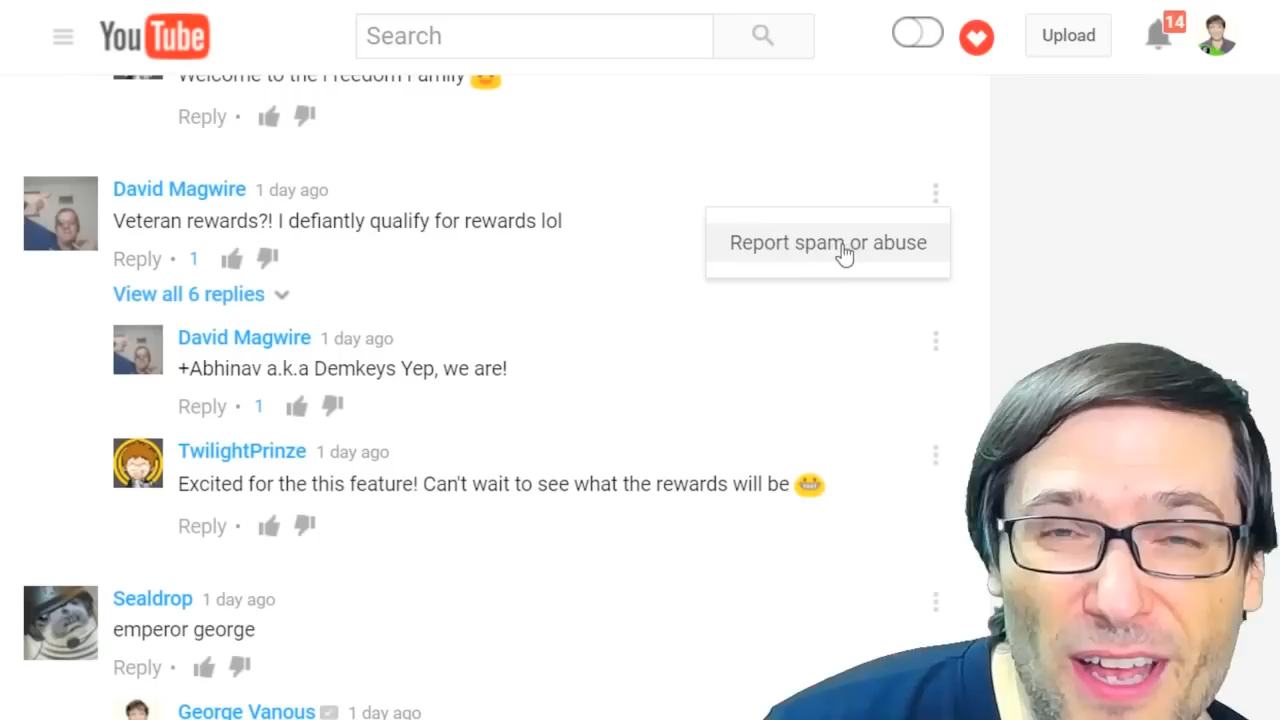 YouTube
Search
Upload
14
Welcome to the Freedom Family
Reply •
David Magwire 1 day ago
Veteran rewards?! I defiantly qualify for rewards lol
Report spam or abuse
Reply • 1
View all 6 replies
David Magwire 1 day ago
+Abhinav a.k.a Demkeys Yep, we are!
Reply • 1
TwilightPrinze 1 day ago
Excited for the this feature! Can't wait to see what the rewards will be
Reply •
Sealdrop 1 day ago
emperor george
Reply •
George Vanous 1 day ago